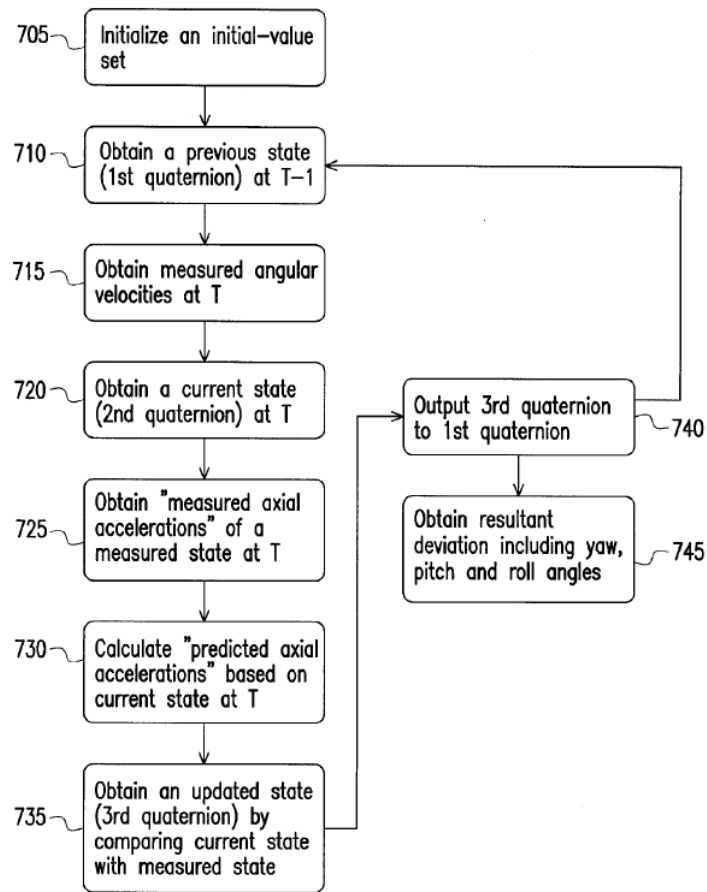 705
Initialize an initial-value
set
710
Obtain a previous state
(1st quaternion) at T-1
715
Obtain measured angular
velocities at T
720
Obtain a current state
(2nd quaternion) at T
725
Obtain "measured axial
accelerations" of a
measured state at T
730
Calculate "predicted axial
accelerations" based on
current state at T
735
Obtain an updated state
(3rd quaternion) by
comparing current state
with measured state
Output 3rd quaternion
to 1st quaternion
740
Obtain resultant
deviation including yaw,
pitch and roll angles
745